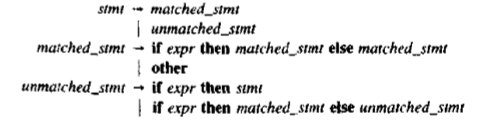 stmt → matched_stmt
| unmatched_stmt
matched_stmt → if expr then matched_stmt else matched_stmt
| other
unmatched_stmt → if expr then stmt
| if expr then matched_stmt else unmatched_stmt